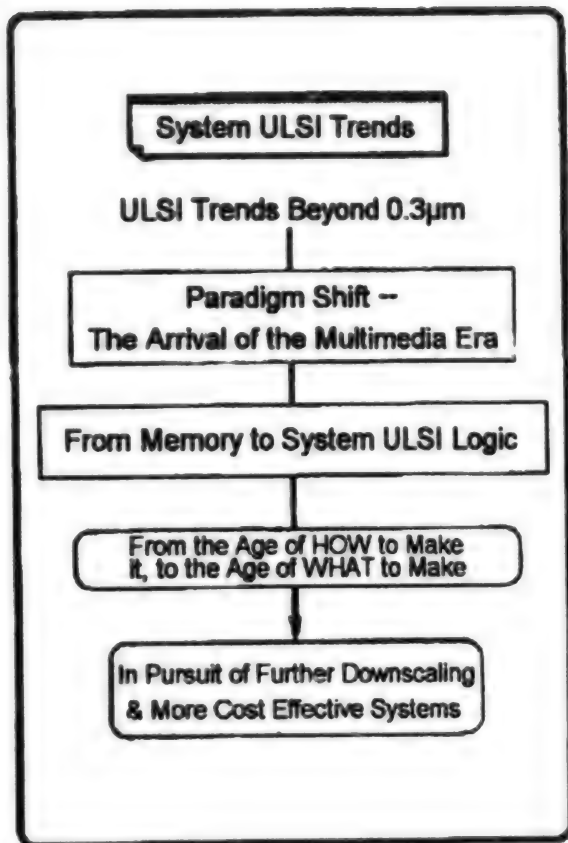 System ULSI Trends
ULSI Trends Beyond 0.3μm
Paradigm Shift --
The Arrival of the Multimedia Era
From Memory to System ULSI Logic
From the Age of HOW to Make
it, to the Age of WHAT to Make
In Pursuit of Further Downscaling
& More Cost Effective Systems